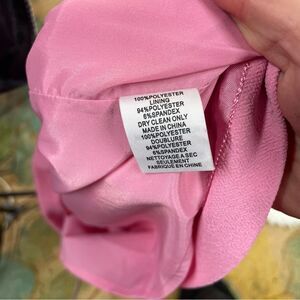 100%POLYESTER
LINING
94%POLYESTER
6%SPANDEX
DRY CLEAN ONLY
MADE IN CHINA
100%POLYESTER
DOUBLURE
94%POLYESTER
6%SPANDEX
NETTOYAGE A SEC
SEULEMENT
FABRIQUE EN CHINE